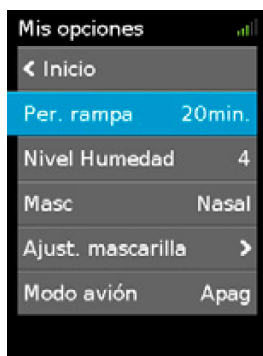 Mis opciones
< Inicio
Per. rampa 20min.
Nivel Humedad 4
Masc Nasal
Ajust. mascarilla >
Modo avión Apag